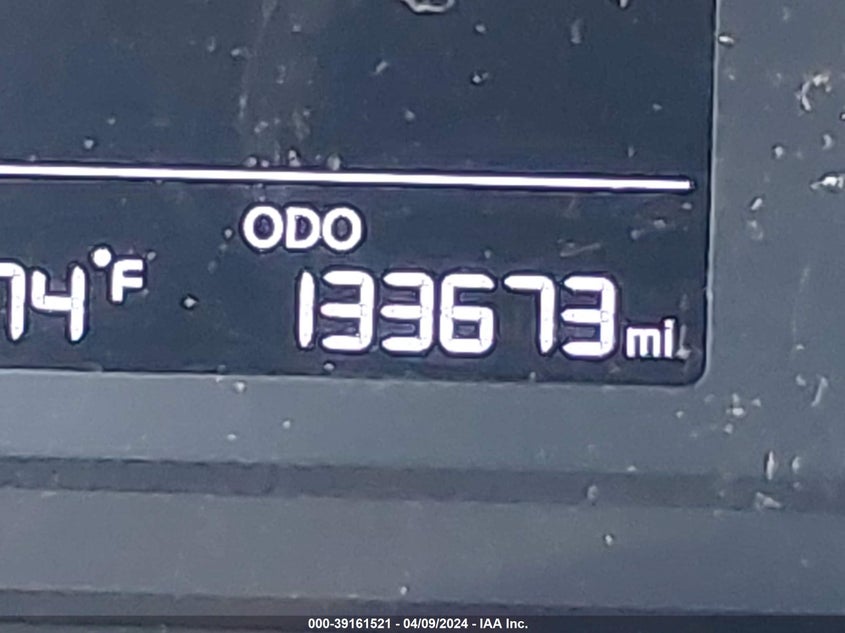 ODO
74°F 133673 mi
000-39161521 - 04/09/2024 - IAA Inc.